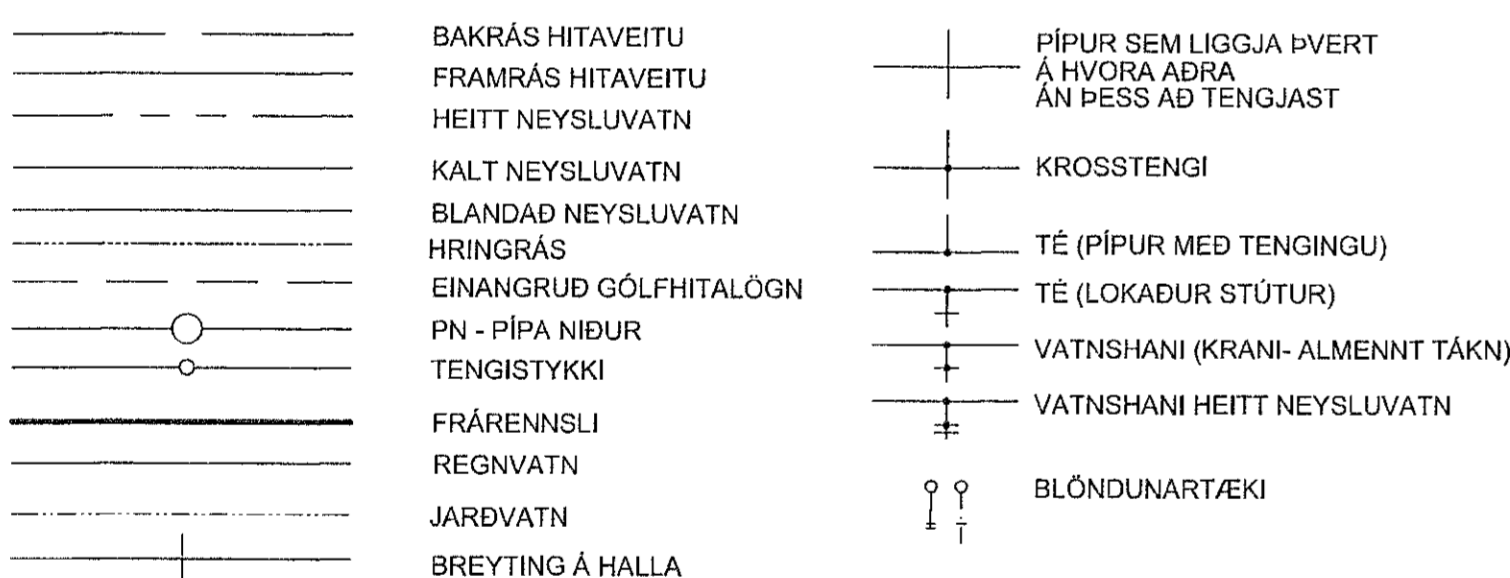 BAKRÁS HITAVEITU
FRAMRÁS HITAVEITU
HEITT NEYSLUVATN
KALT NEYSLUVATN
BLANDAÐ NEYSLUVATN
HRINGRÁS
EINANGRUÐ GÓLFHITALÖGN
PN - PÍPA NIÐUR
TENGISTYKKI
FRÁRENNSLI
REGNVATN
JARÐVATN
BREYTING Á HALLA
PÍPUR SEM LIGGJA ÞVERT
Á HVORA AÐRA
ÁN ÞESS AÐ TENGJAST
KROSSTENGI
TÉ (PÍPUR MEÐ TENGINGU)
TÉ (LOKAÐUR STÚTUR)
VATNSHANI (KRANI- ALMENNT TÁKN)
VATNSHANI HEITT NEYSLUVATN
BLÖNDUNARTÆKI